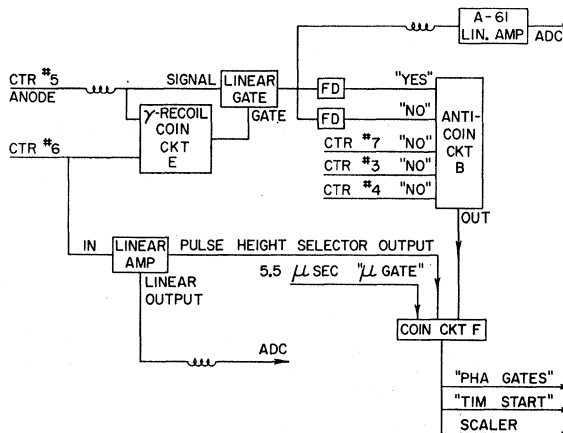 A-61
LIN. AMP
ADC
CTR #5
ANODE
SIGNAL
LINEAR
GATE
GATE
FD
"YES"
FD
"NO"
γ-RECOIL
COIN
CKT
E
ANTI-
COIN
CKT
B
CTR #6
CTR #7 "NO"
CTR #3 "NO"
CTR #4 "NO"
OUT
IN
LINEAR
AMP
PULSE HEIGHT SELECTOR OUTPUT
5.5 μ SEC "μ GATE"
LINEAR
OUTPUT
COIN CKT F
ADC
"PHA GATES"
"TIM START"
SCALER